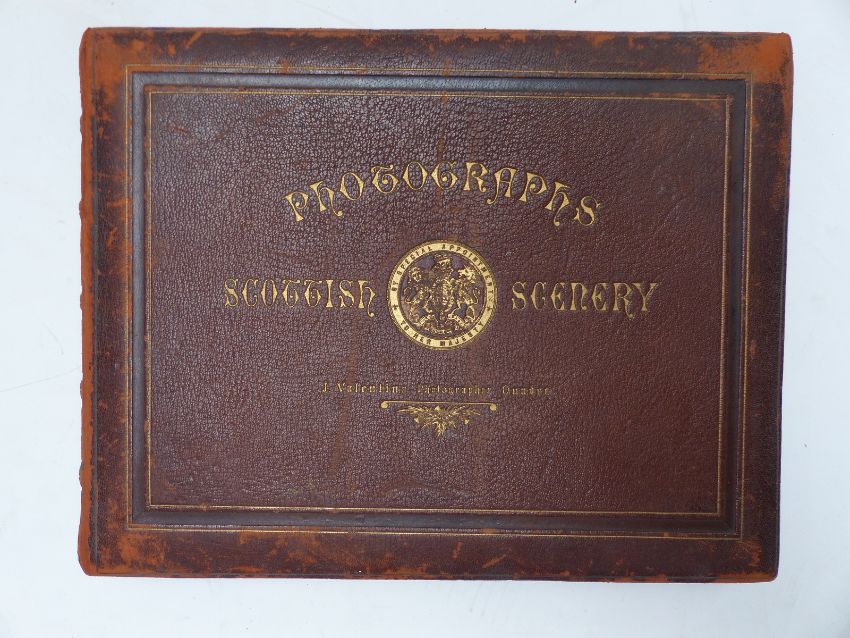 PHOTOGRAPHS
SCOTTISH SCENERY
BY SPECIAL APPOINTMENT
TO HER MAJESTY
J. Valentine Photographer Dundee